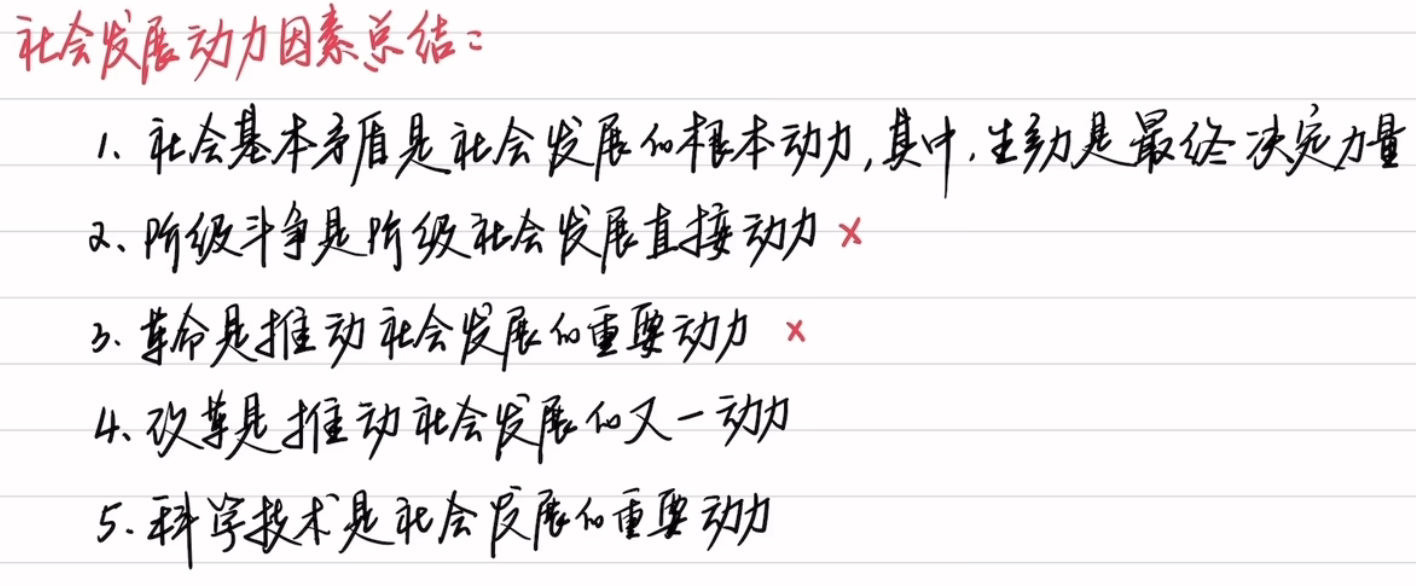 社会发展动力因素总结：
1、社会基本矛盾是社会发展的根本动力,其中,生力是最终决定力量
2、阶级斗争是阶级社会发展直接动力 ×
3、革命是推动社会发展的重要动力 ×
4、改革是推动社会发展的又一动力
5、科学技术是社会发展的重要动力